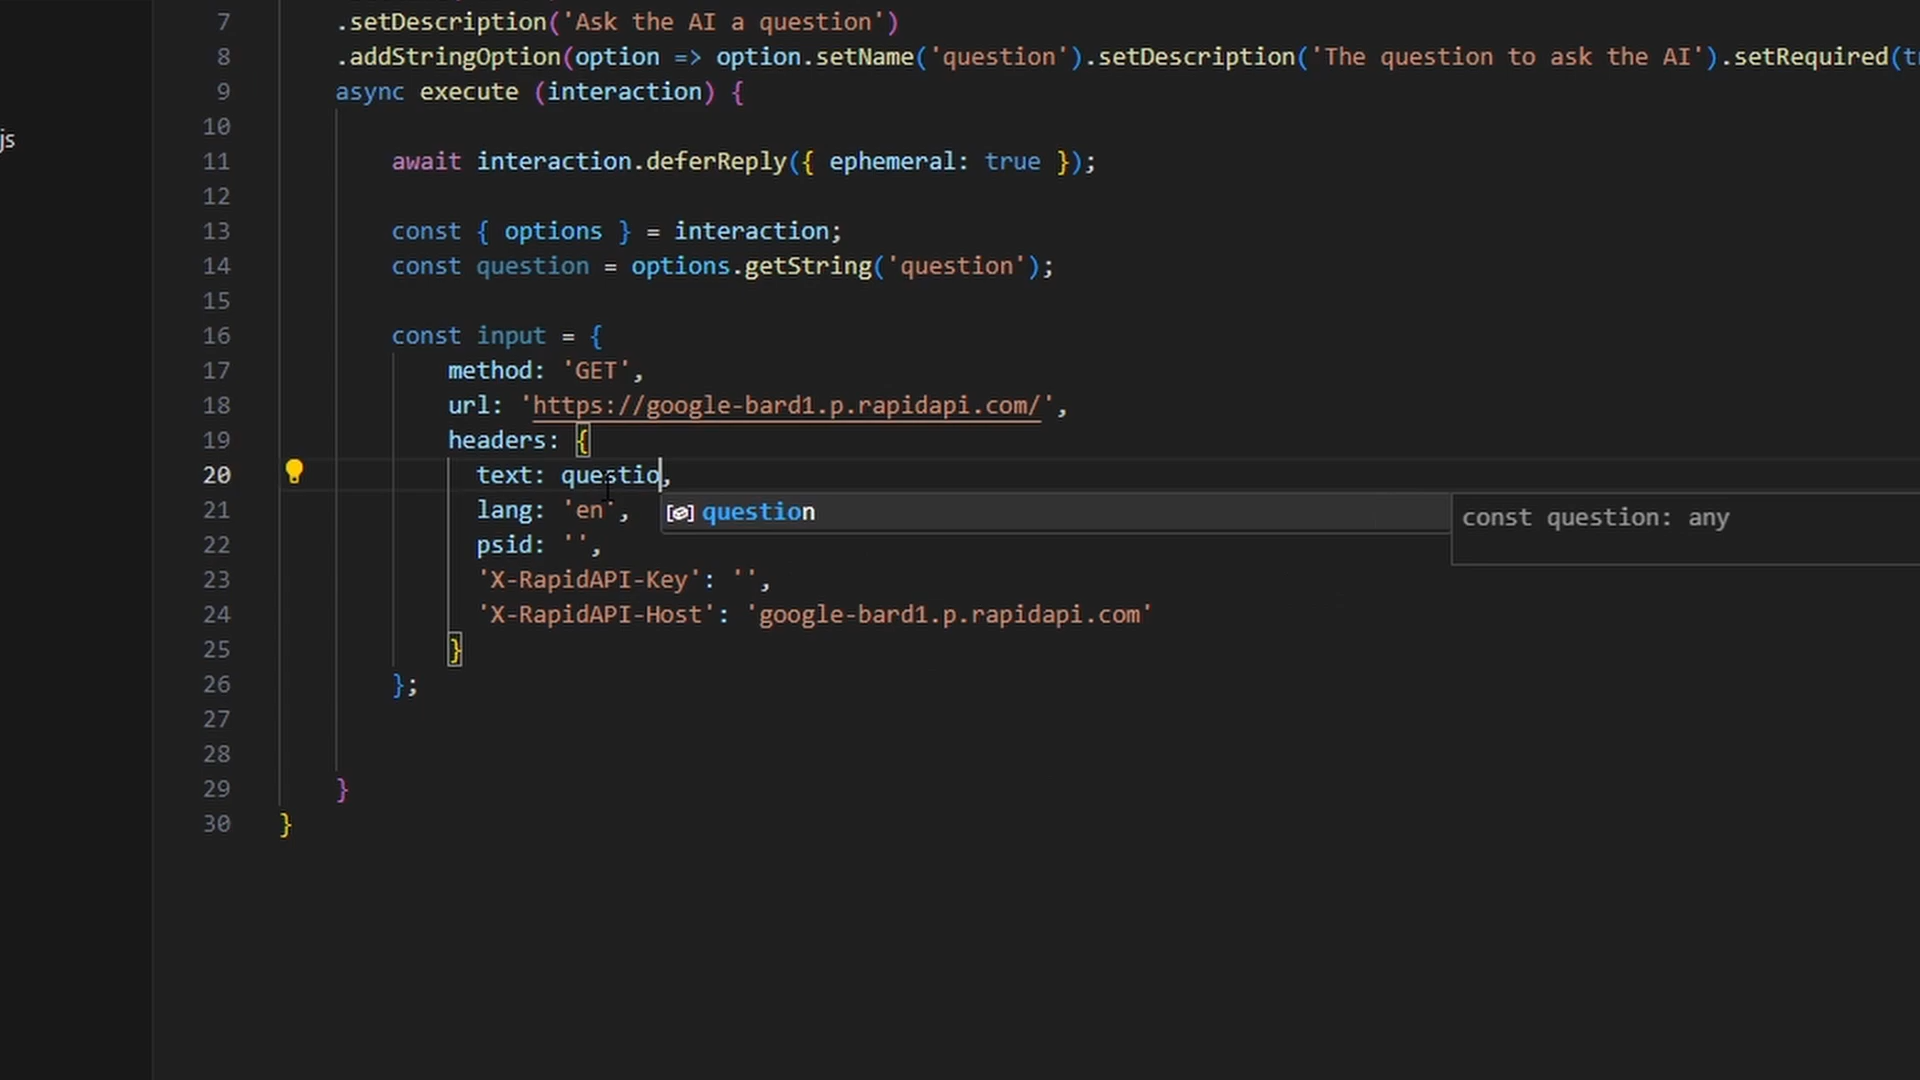 7 .setDescription('Ask the AI a question')
8 .addStringOption(option => option.setName('question').setDescription('The question to ask the AI').setRequired(t
9 async execute (interaction) {
js
10
11 await interaction.deferReply({ ephemeral: true });
12
13 const { options } = interaction;
14 const question = options.getString('question');
15
16 const input = {
17 method: 'GET',
18 url: 'https://google-bard1.p.rapidapi.com/',
19 headers: {
20 text: questio,
21 lang: 'en',
question
const question: any
22 psid: '',
23 'X-RapidAPI-Key': '',
24 'X-RapidAPI-Host': 'google-bard1.p.rapidapi.com'
25 }
26 };
27
28
29 }
30 }